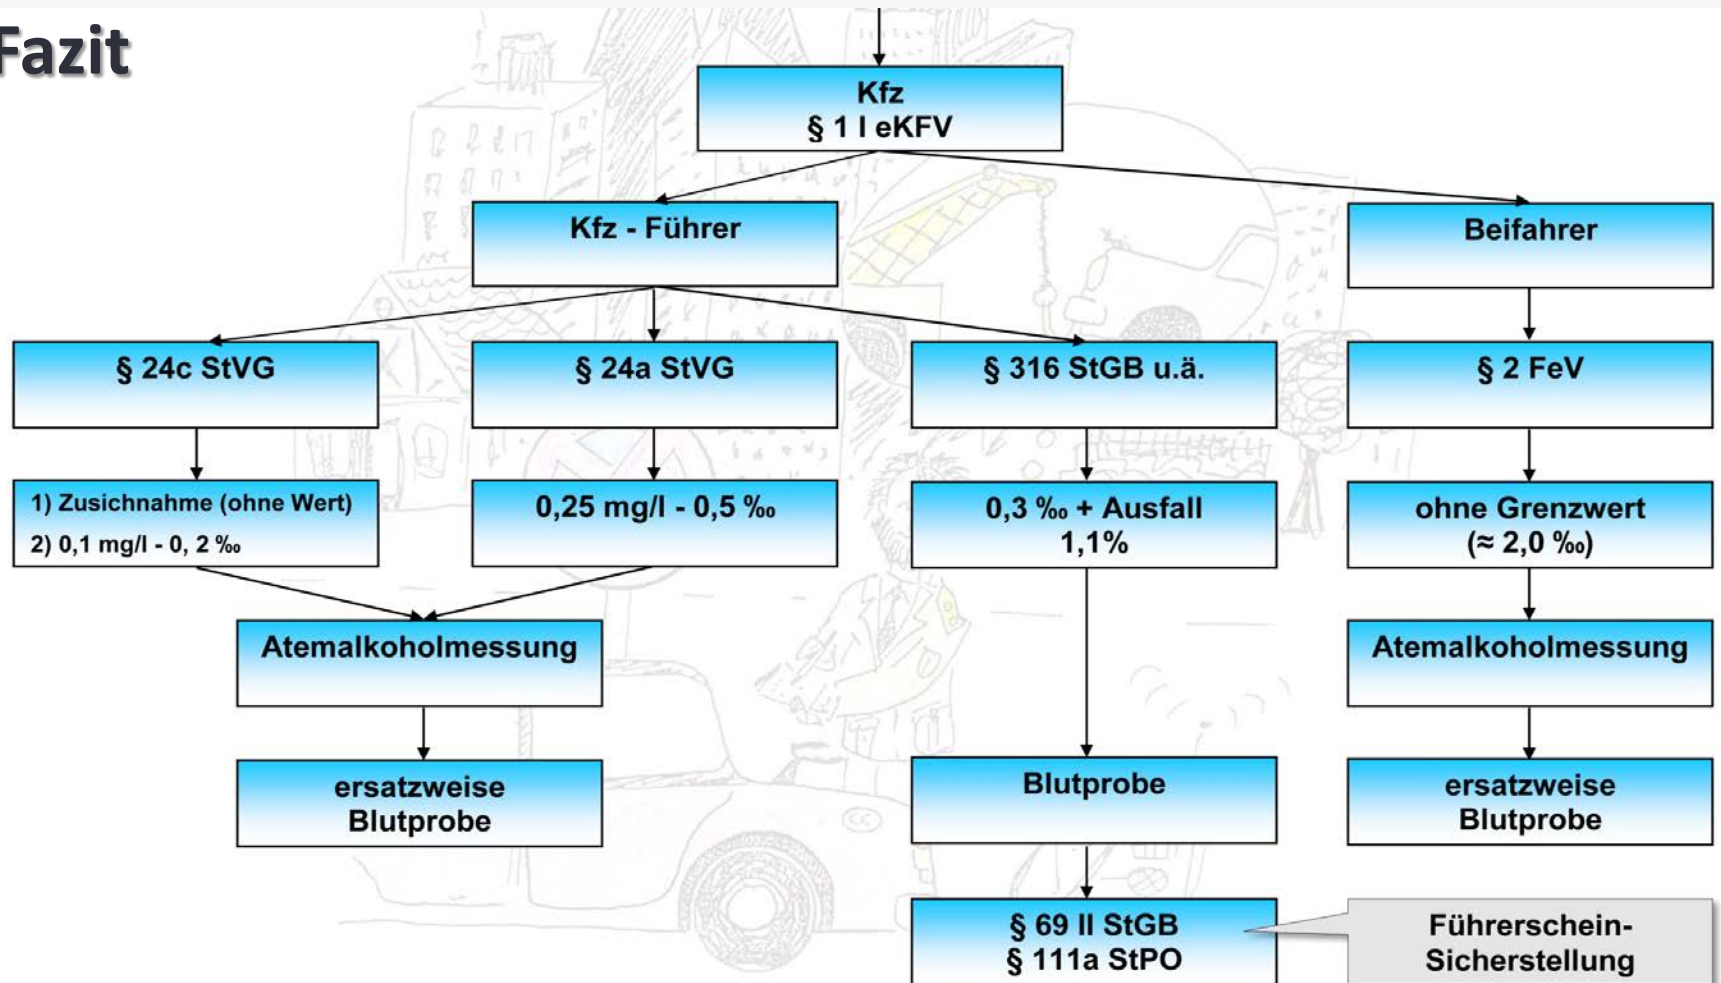 Fazit
Kfz
§ 1 I eKFV
Kfz - Führer
Beifahrer
§ 24c StVG
§ 24a StVG
§ 316 StGB u.ä.
§ 2 FeV
1) Zusichnahme (ohne Wert)
2) 0,1 mg/l - 0, 2 ‰
0,25 mg/l - 0,5 ‰
0,3 ‰ + Ausfall
1,1%
ohne Grenzwert
(≈ 2,0 ‰)
Atemalkoholmessung
Atemalkoholmessung
ersatzweise
Blutprobe
Blutprobe
ersatzweise
Blutprobe
§ 69 II StGB
§ 111a StPO
Führerschein-
Sicherstellung
CC